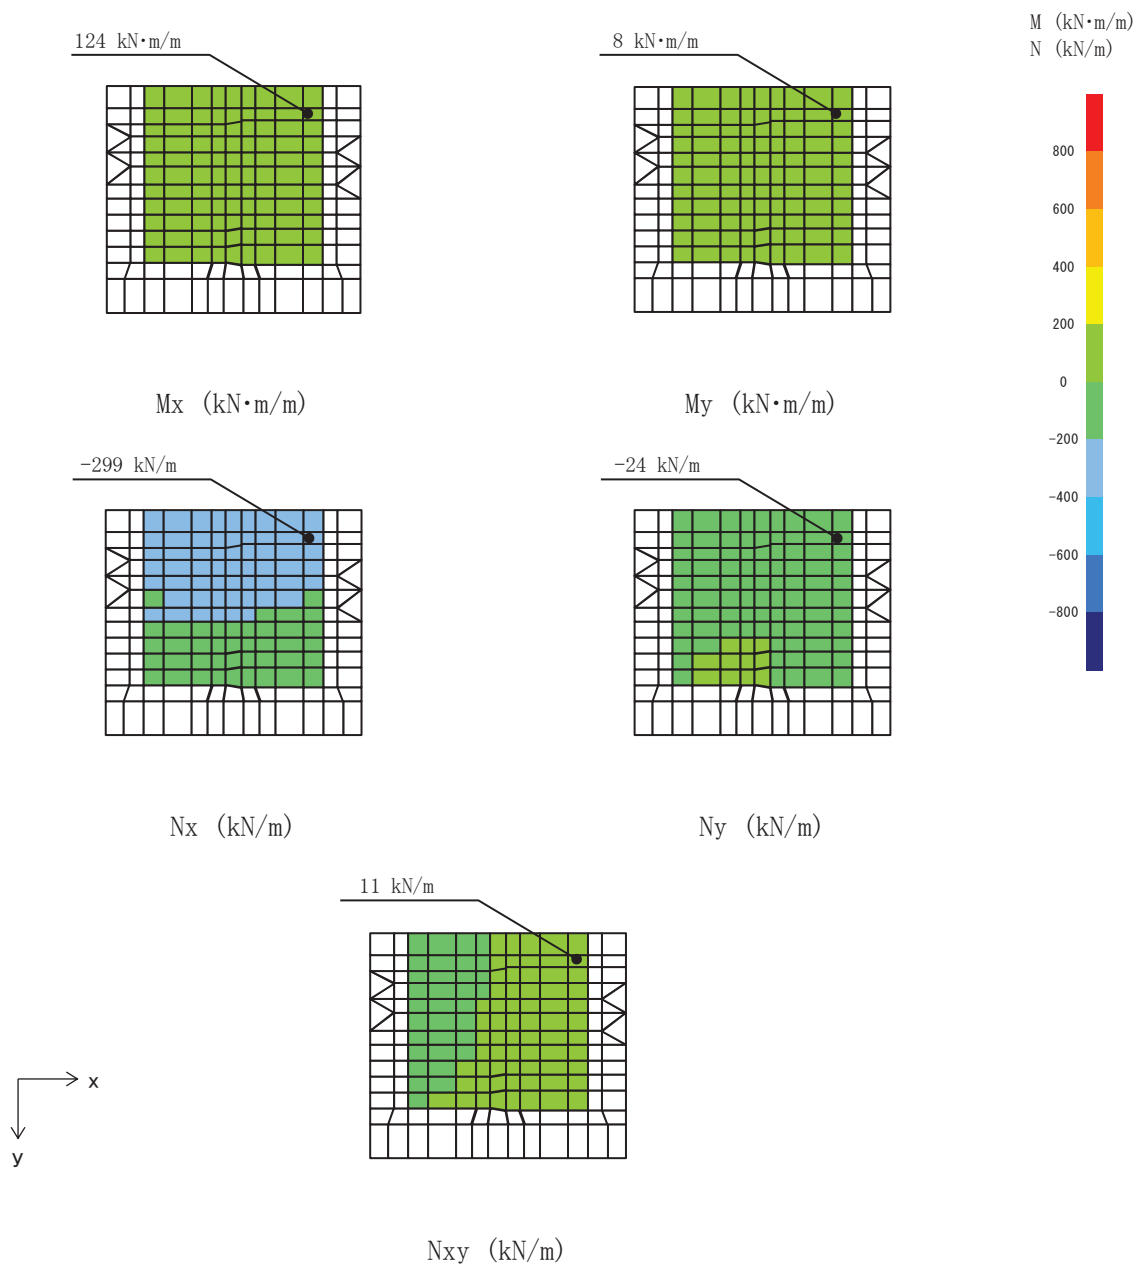 M (kN·m/m)
N (kN/m)
124 kN·m/m
8 kN·m/m
Mx (kN·m/m)
My (kN·m/m)
-299 kN/m
-24 kN/m
Nx (kN/m)
Ny (kN/m)
11 kN/m
Nxy (kN/m)
800
600
400
200
0
-200
-400
-600
-800
x
y